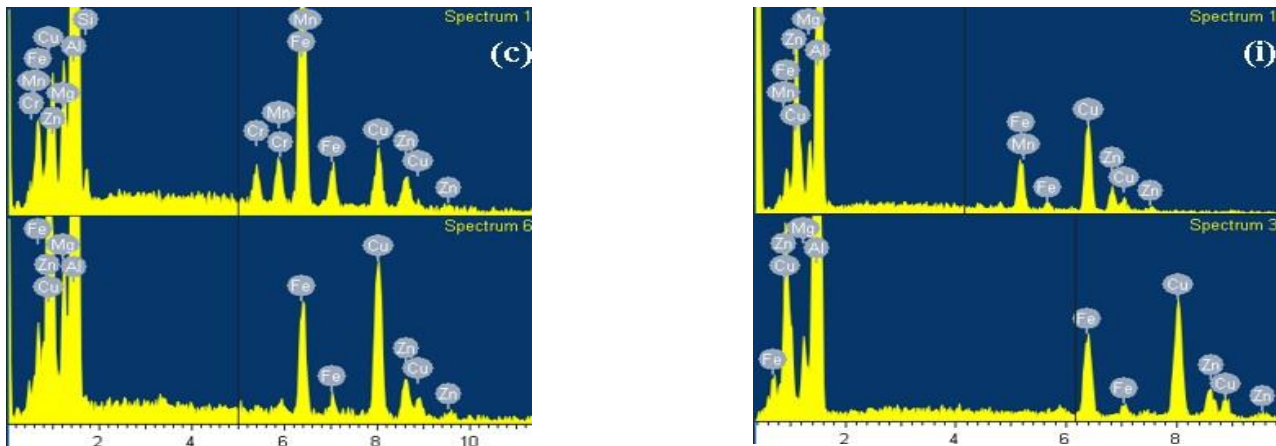 Spectrum 1
(c)
Si
Mn
Cu
Al
Fe
Fe
Mn
Mg
Cr
Zn
Mn
Cr
Cr
Fe
Cu
Zn
Cu
Zn
Spectrum 6
Fe
Mg
Zn
Al
Cu
Fe
Fe
Cu
Zn
Cu
Zn
2 4 6 8 10
Spectrum 1
(i)
Mg
Zn
Al
Fe
Mn
Cu
Fe
Mn
Fe
Cu
Zn
Cu
Zn
Spectrum 3
Mg
Zn
Al
Cu
Fe
Fe
Fe
Cu
Zn
Cu
Zn
2 4 6 8